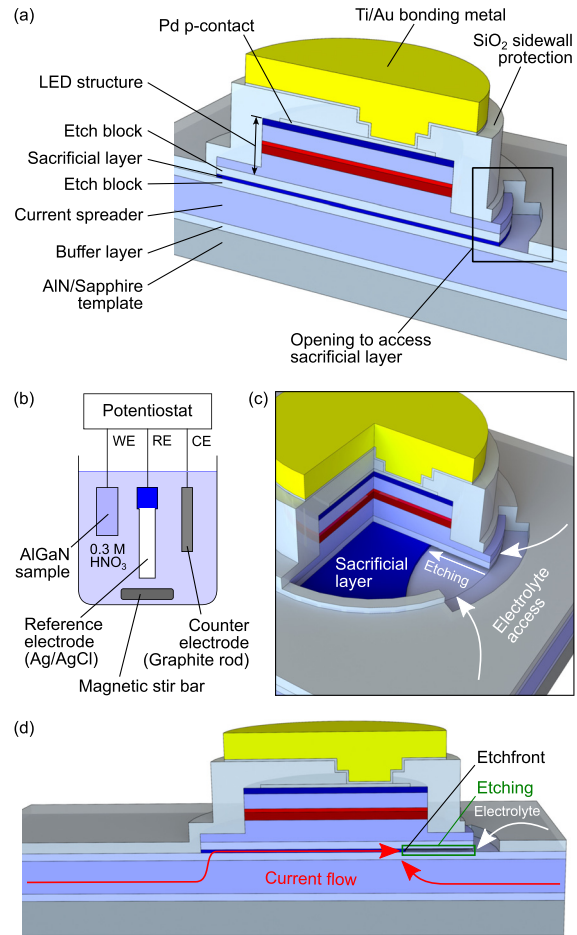 (a)
Ti/Au bonding metal
Pd p-contact
SiO2 sidewall
protection
LED structure
Etch block
Sacrificial layer
Etch block
Current spreader
Buffer layer
AlN/Sapphire
template
Opening to access
sacrificial layer
(b)
Potentiostat
WE
RE
CE
AlGaN
sample
0.3 M
HNO3
Reference
electrode
(Ag/AgCl)
Counter
electrode
(Graphite rod)
Magnetic stir bar
(c)
Sacrificial
layer
Etching
Electrolyte
access
(d)
Etchfront
Etching
Electrolyte
Current flow